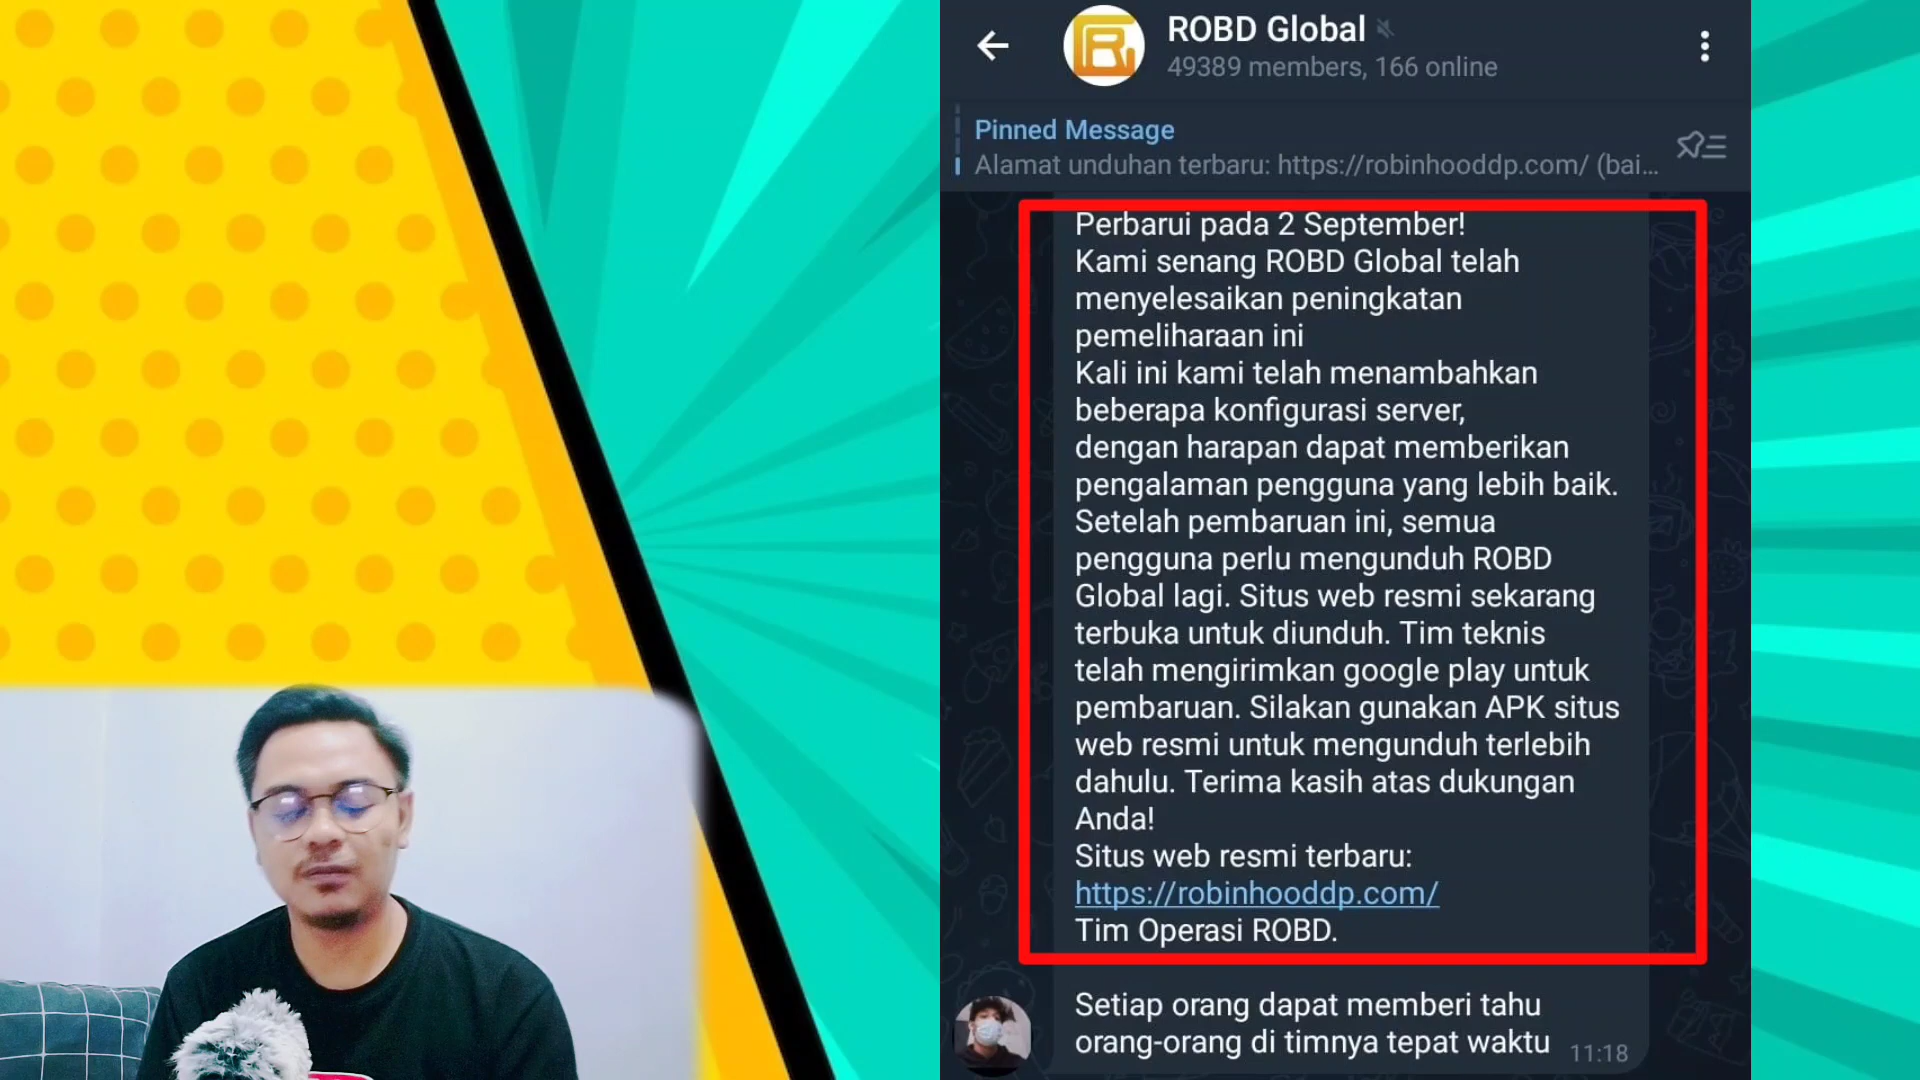 ROBD Global
49389 members, 166 online
Pinned Message
Alamat unduhan terbaru: https://robinhooddp.com/ (bai...
Perbarui pada 2 September!
Kami senang ROBD Global telah
menyelesaikan peningkatan
pemeliharaan ini
Kali ini kami telah menambahkan
beberapa konfigurasi server,
dengan harapan dapat memberikan
pengalaman pengguna yang lebih baik.
Setelah pembaruan ini, semua
pengguna perlu mengunduh ROBD
Global lagi. Situs web resmi sekarang
terbuka untuk diunduh. Tim teknis
telah mengirimkan google play untuk
pembaruan. Silakan gunakan APK situs
web resmi untuk mengunduh terlebih
dahulu. Terima kasih atas dukungan
Anda!
Situs web resmi terbaru:
https://robinhooddp.com/
Tim Operasi ROBD.
Setiap orang dapat memberi tahu
orang-orang di timnya tepat waktu
11:18